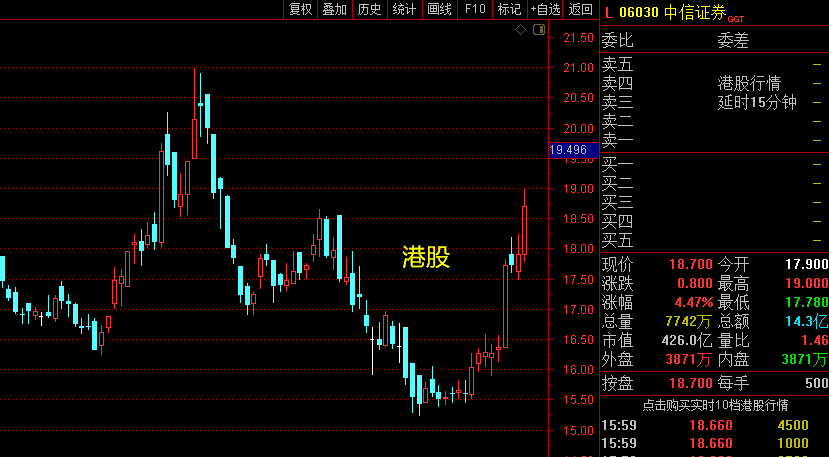 复权 叠加 历史 统计 画线 F10 标记 +自选 返回
L 06030 中信证券GGT
委比 委差
卖五 —
卖四 港股行情 —
卖三 延时15分钟 —
卖二 —
卖一 —
买一 —
买二 —
买三 —
买四 —
买五 —
现价 18.700 今开 17.900
涨跌 0.800 最高 19.000
涨幅 4.47% 最低 17.780
总量 7742万 总额 14.3亿
市值 426.0亿 量比 1.46
外盘 3871万 内盘 3871万
按盘 18.700 每手 500
点击购买实时10档港股行情
15:59 18.660 4500
15:59 18.660 1000
21.50
21.00
20.50
20.00
19.496
19.00
18.50
18.00
17.50
17.00
16.50
16.00
15.50
15.00
港股